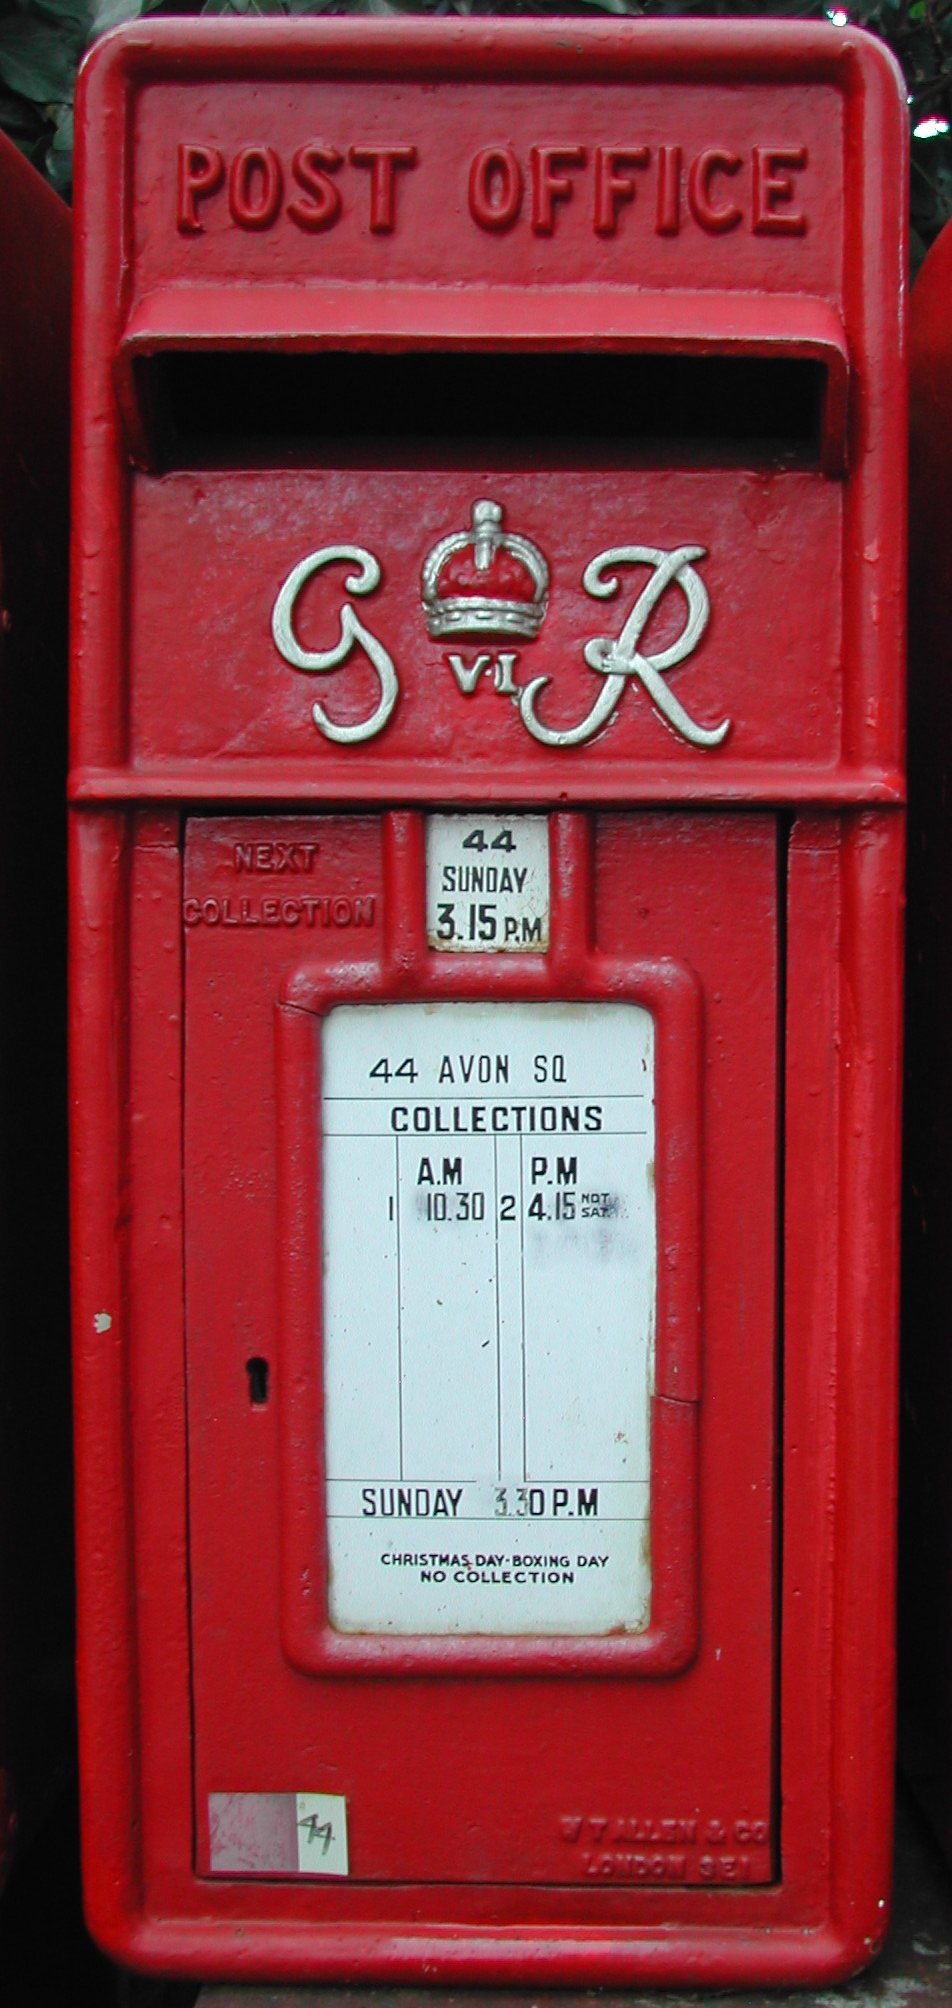 POST OFFICE
G VI R
NEXT
COLLECTION
44
SUNDAY
3.15 P.M
44 AVON SQ
COLLECTIONS
A.M P.M
1 10.30 2 4.15 NOT SAT.
SUNDAY 3.30 P.M
CHRISTMAS DAY-BOXING DAY
NO COLLECTION
44
W T ALLEN & CO
LONDON SE1